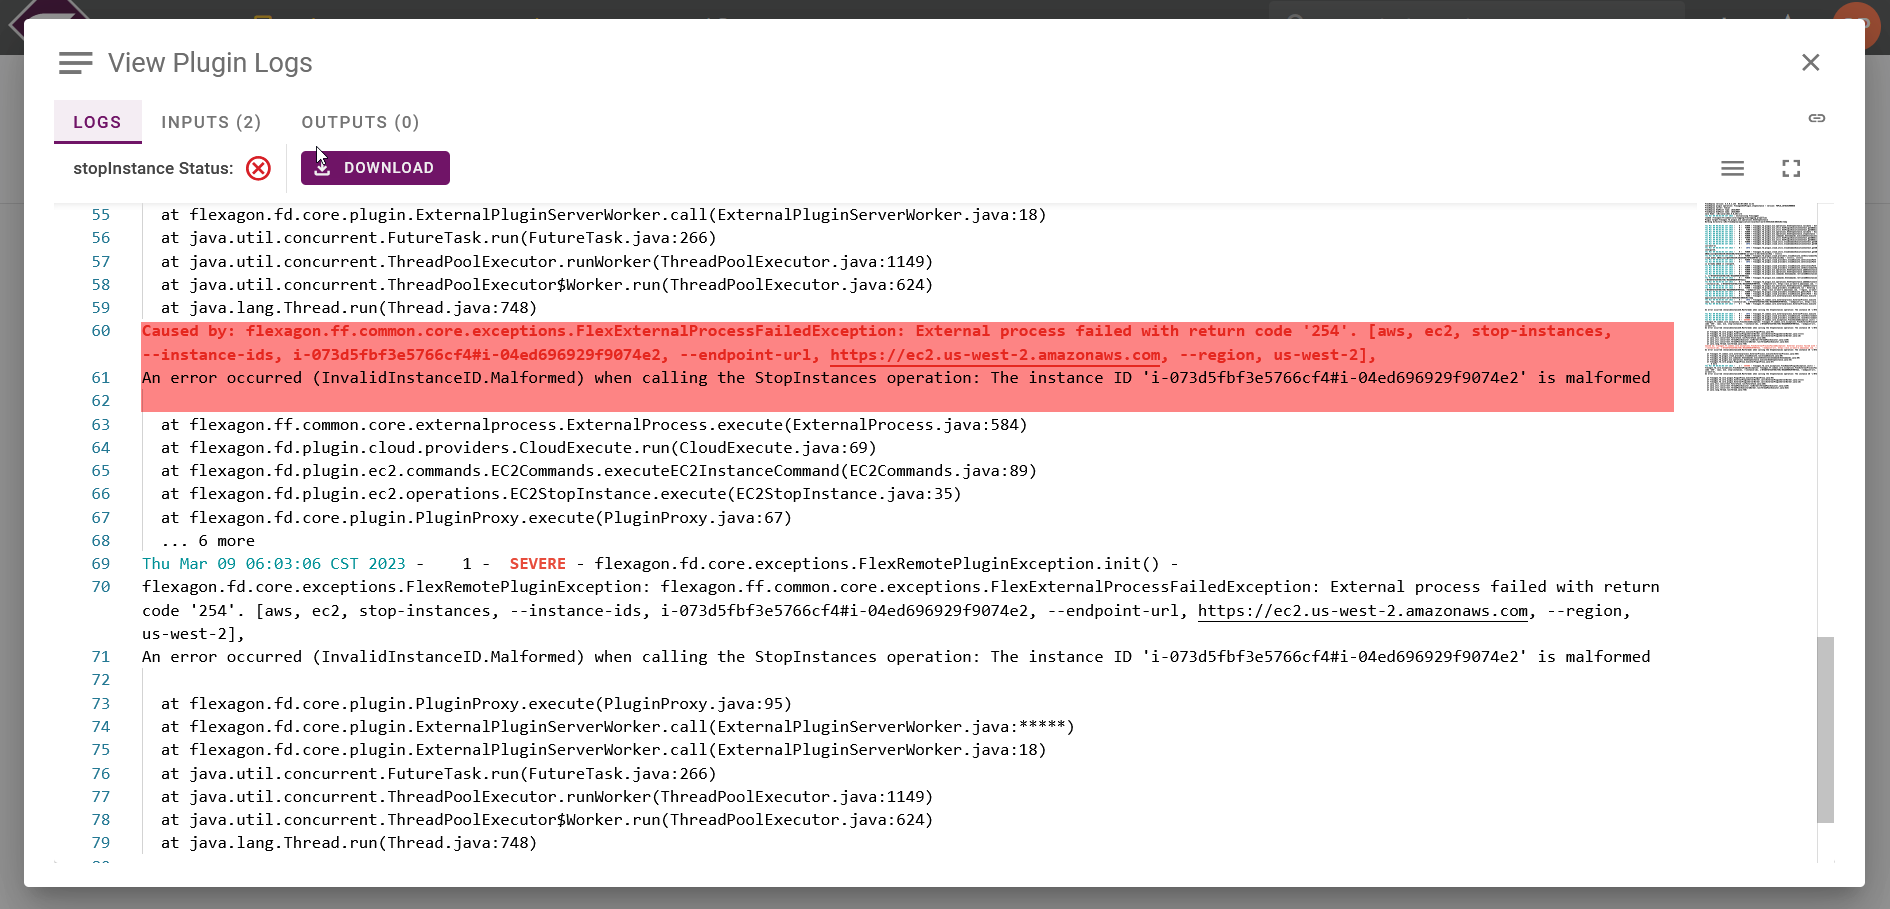 View Plugin Logs
LOGS INPUTS (2) OUTPUTS (0)
stopInstance Status: DOWNLOAD
55 at flexagon.fd.core.plugin.ExternalPluginServerWorker.call(ExternalPluginServerWorker.java:18)
56 at java.util.concurrent.FutureTask.run(FutureTask.java:266)
57 at java.util.concurrent.ThreadPoolExecutor.runWorker(ThreadPoolExecutor.java:1149)
58 at java.util.concurrent.ThreadPoolExecutor$Worker.run(ThreadPoolExecutor.java:624)
59 at java.lang.Thread.run(Thread.java:748)
60 Caused by: flexagon.ff.common.core.exceptions.FlexExternalProcessFailedException: External process failed with return code '254'. [aws, ec2, stop-instances,
--instance-ids, i-073d5fbf3e5766cf4#i-04ed696929f9074e2, --endpoint-url, https://ec2.us-west-2.amazonaws.com, --region, us-west-2],
61 An error occurred (InvalidInstanceID.Malformed) when calling the StopInstances operation: The instance ID 'i-073d5fbf3e5766cf4#i-04ed696929f9074e2' is malformed
62
63 at flexagon.ff.common.core.externalprocess.ExternalProcess.execute(ExternalProcess.java:584)
64 at flexagon.fd.plugin.cloud.providers.CloudExecute.run(CloudExecute.java:69)
65 at flexagon.fd.plugin.ec2.commands.EC2Commands.executeEC2InstanceCommand(EC2Commands.java:89)
66 at flexagon.fd.plugin.ec2.operations.EC2StopInstance.execute(EC2StopInstance.java:35)
67 at flexagon.fd.core.plugin.PluginProxy.execute(PluginProxy.java:67)
68 ... 6 more
69 Thu Mar 09 06:03:06 CST 2023 - 1 - SEVERE - flexagon.fd.core.exceptions.FlexRemotePluginException.init() -
70 flexagon.fd.core.exceptions.FlexRemotePluginException: flexagon.ff.common.core.exceptions.FlexExternalProcessFailedException: External process failed with return
code '254'. [aws, ec2, stop-instances, --instance-ids, i-073d5fbf3e5766cf4#i-04ed696929f9074e2, --endpoint-url, https://ec2.us-west-2.amazonaws.com, --region,
us-west-2],
71 An error occurred (InvalidInstanceID.Malformed) when calling the StopInstances operation: The instance ID 'i-073d5fbf3e5766cf4#i-04ed696929f9074e2' is malformed
72
73 at flexagon.fd.core.plugin.PluginProxy.execute(PluginProxy.java:95)
74 at flexagon.fd.core.plugin.ExternalPluginServerWorker.call(ExternalPluginServerWorker.java:*****)
75 at flexagon.fd.core.plugin.ExternalPluginServerWorker.call(ExternalPluginServerWorker.java:18)
76 at java.util.concurrent.FutureTask.run(FutureTask.java:266)
77 at java.util.concurrent.ThreadPoolExecutor.runWorker(ThreadPoolExecutor.java:1149)
78 at java.util.concurrent.ThreadPoolExecutor$Worker.run(ThreadPoolExecutor.java:624)
79 at java.lang.Thread.run(Thread.java:748)